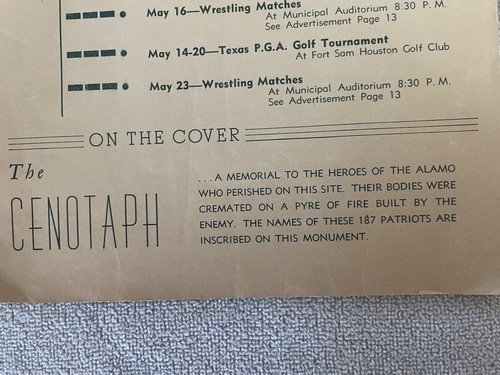 May 16—Wrestling Matches
At Municipal Auditorium 8:30 P. M.
See Advertisement Page 13
May 14-20—Texas P.G.A. Golf Tournament
At Fort Sam Houston Golf Club
May 23—Wrestling Matches
At Municipal Auditorium 8:30 P. M.
See Advertisement Page 13
ON THE COVER
The
CENOTAPH
...A MEMORIAL TO THE HEROES OF THE ALAMO
WHO PERISHED ON THIS SITE. THEIR BODIES WERE
CREMATED ON A PYRE OF FIRE BUILT BY THE
ENEMY. THE NAMES OF THESE 187 PATRIOTS ARE
INSCRIBED ON THIS MONUMENT.